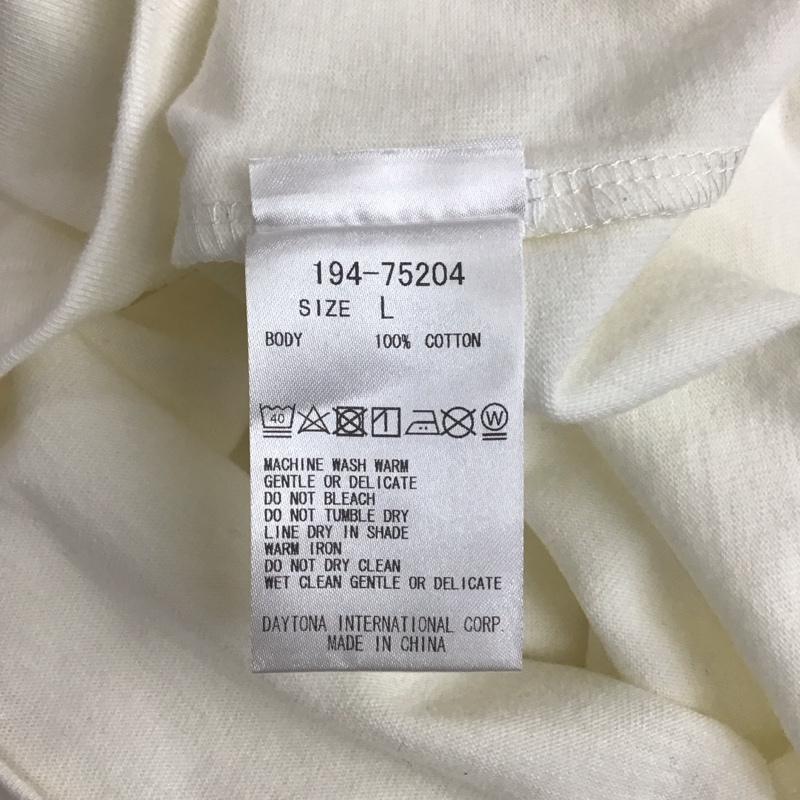 194-75204
SIZE L
BODY 100% COTTON
40 W
MACHINE WASH WARM
GENTLE OR DELICATE
DO NOT BLEACH
DO NOT TUMBLE DRY
LINE DRY IN SHADE
WARM IRON
DO NOT DRY CLEAN
WET CLEAN GENTLE OR DELICATE
DAYTONA INTERNATIONAL CORP.
MADE IN CHINA